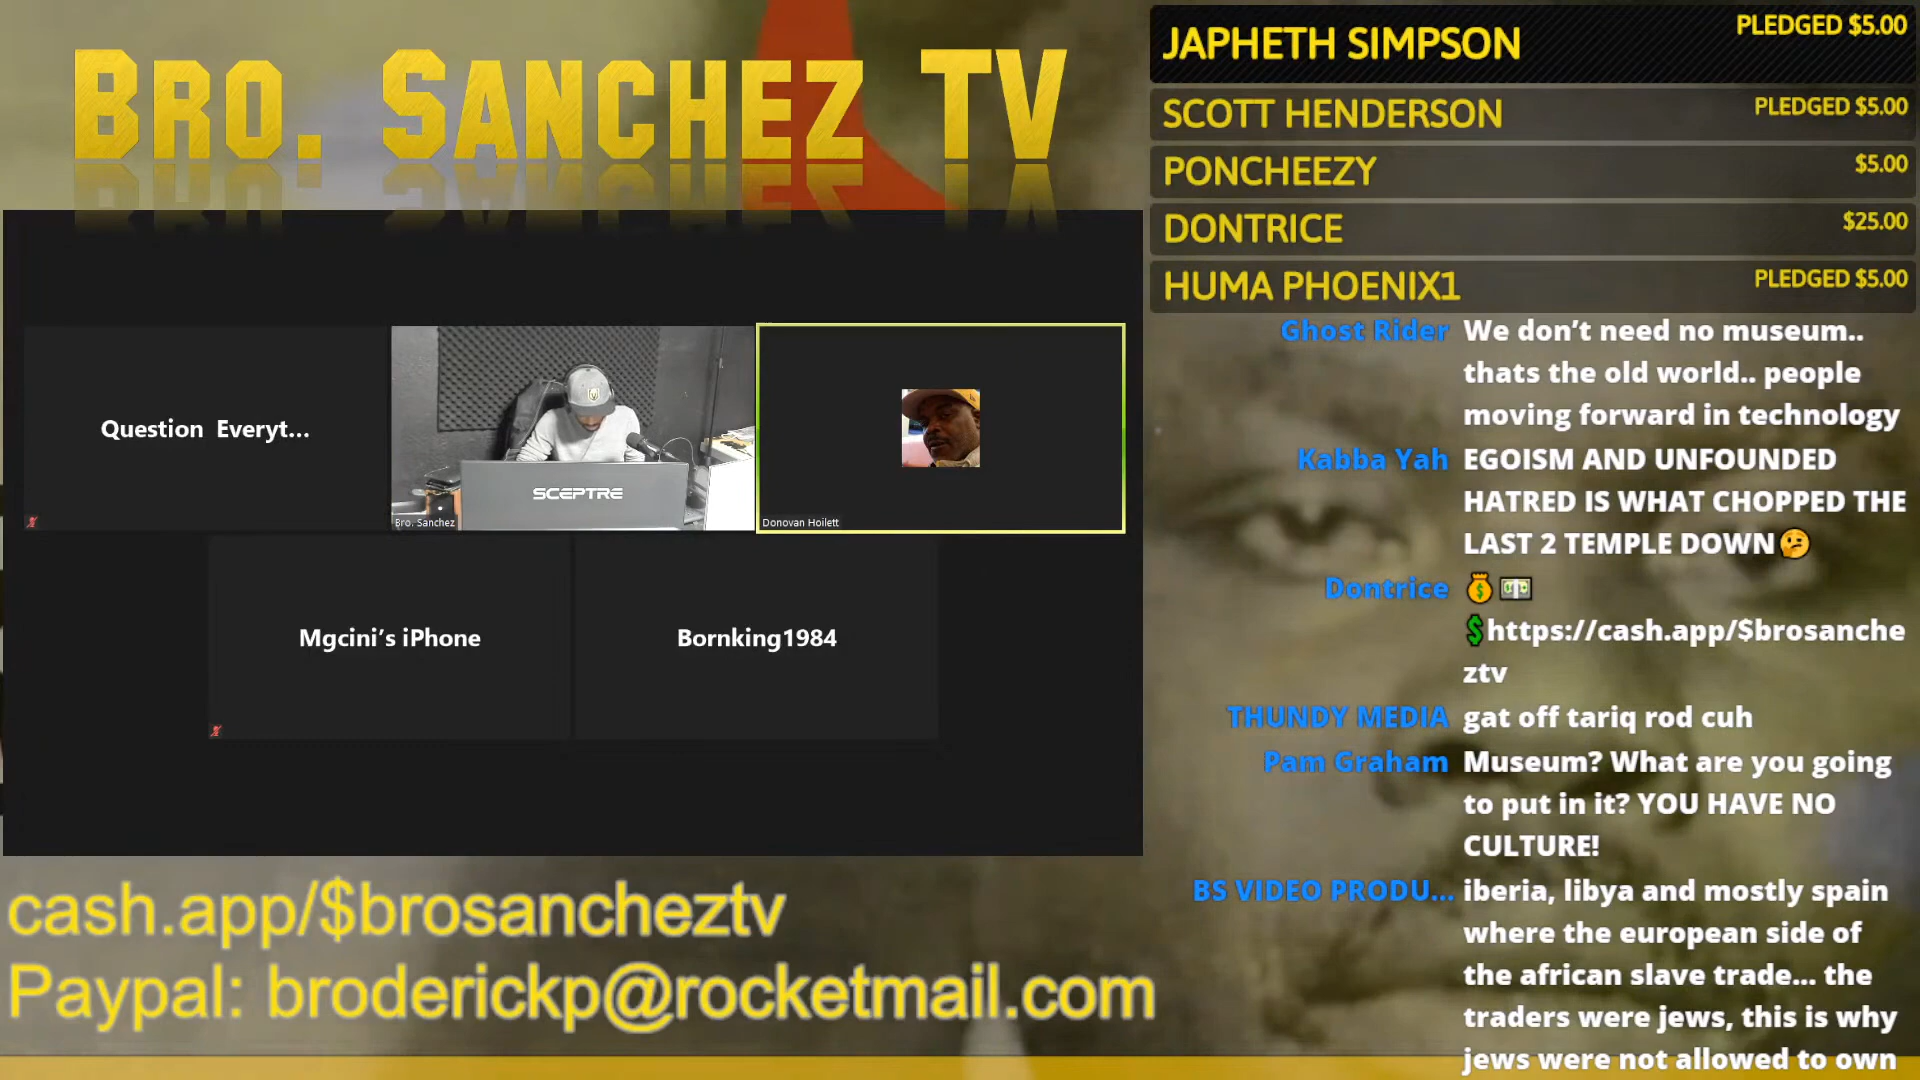 BRO. SANCHEZ TV
Question Everyt...
SCEPTRE
Bro. Sanchez
Donovan Hoilett
Mgcini’s iPhone
Bornking1984
cash.app/$brosancheztv
Paypal: broderickp@rocketmail.com
JAPHETH SIMPSON PLEDGED $5.00
SCOTT HENDERSON PLEDGED $5.00
PONCHEEZY $5.00
DONTRICE $25.00
HUMA PHOENIX1 PLEDGED $5.00
Ghost Rider We don’t need no museum..
thats the old world.. people
moving forward in technology
Kabba Yah EGOISM AND UNFOUNDED
HATRED IS WHAT CHOPPED THE
LAST 2 TEMPLE DOWN🤔
Dontrice 💰💵
💲https://cash.app/$brosanche
ztv
THUNDY MEDIA gat off tariq rod cuh
Pam Graham Museum? What are you going
to put in it? YOU HAVE NO
CULTURE!
BS VIDEO PRODU... iberia, libya and mostly spain
where the european side of
the african slave trade... the
traders were jews, this is why
jews were not allowed to own